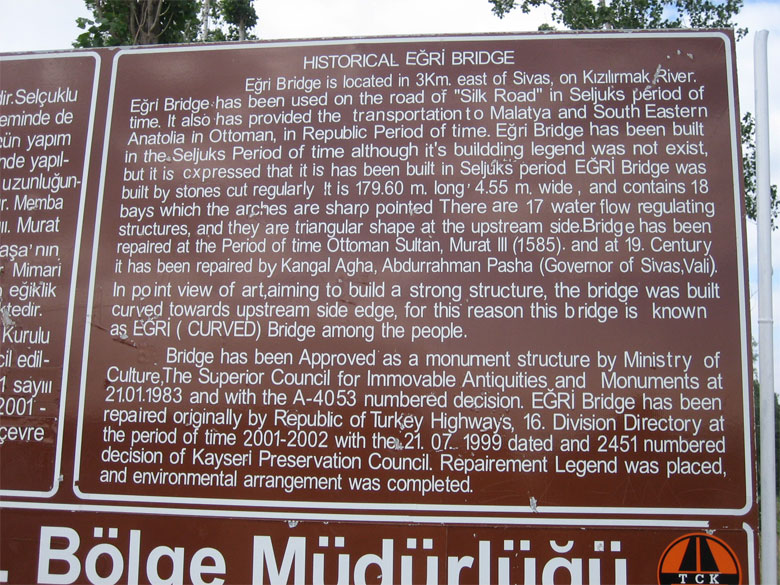 HISTORICAL EĞRİ BRIDGE
Eğri Bridge is located in 3Km. east of Sivas, on Kızılırmak River.
Eğri Bridge has been used on the road of "Silk Road" in Seljuks period of
time. It also has provided the transportation to Malatya and South Eastern
Anatolia in Ottoman, in Republic Period of time. Eğri Bridge has been built
in the Seljuks Period of time although it's buildding legend was not exist,
but it is cxpressed that it is has been built in Seljuks period EĞRİ Bridge was
built by stones cut regularly It is 179.60 m. long' 4.55 m. wide , and contains 18
bays which the arches are sharp pointed There are 17 water flow regulating
structures, and they are triangular shape at the upstream side.Bridge has been
repaired at the Period of time Ottoman Sultan, Murat III (1585). and at 19. Century
it has been repaired by Kangal Agha, Abdurrahman Pasha (Governor of Sivas,Vali).
In point view of art,aiming to build a strong structure, the bridge was built
curved towards upstream side edge, for this reason this bridge is known
as EĞRİ ( CURVED) Bridge among the people.
Bridge has been Approved as a monument structure by Ministry of
Culture,The Superior Council for Immovable Antiquities and Monuments at
21.01.1983 and with the A-4053 numbered decision. EĞRİ Bridge has been
repaired originally by Republic of Turkey Highways, 16. Division Directory at
the period of time 2001-2002 with the 21. 07. 1999 dated and 2451 numbered
decision of Kayseri Preservation Council. Repairement Legend was placed,
and environmental arrangement was completed.
dir.Selçuklu
eminde de
ün yapım
nde yapıl-
uzunluğun-
r. Memba
ı. Murat
aşa'nın
Mimari
eğiklik
ktedir.
Kurulu
cil edil-
1 sayılı
2001 -
çevre
. Bölge Müdürlüğü
TCK